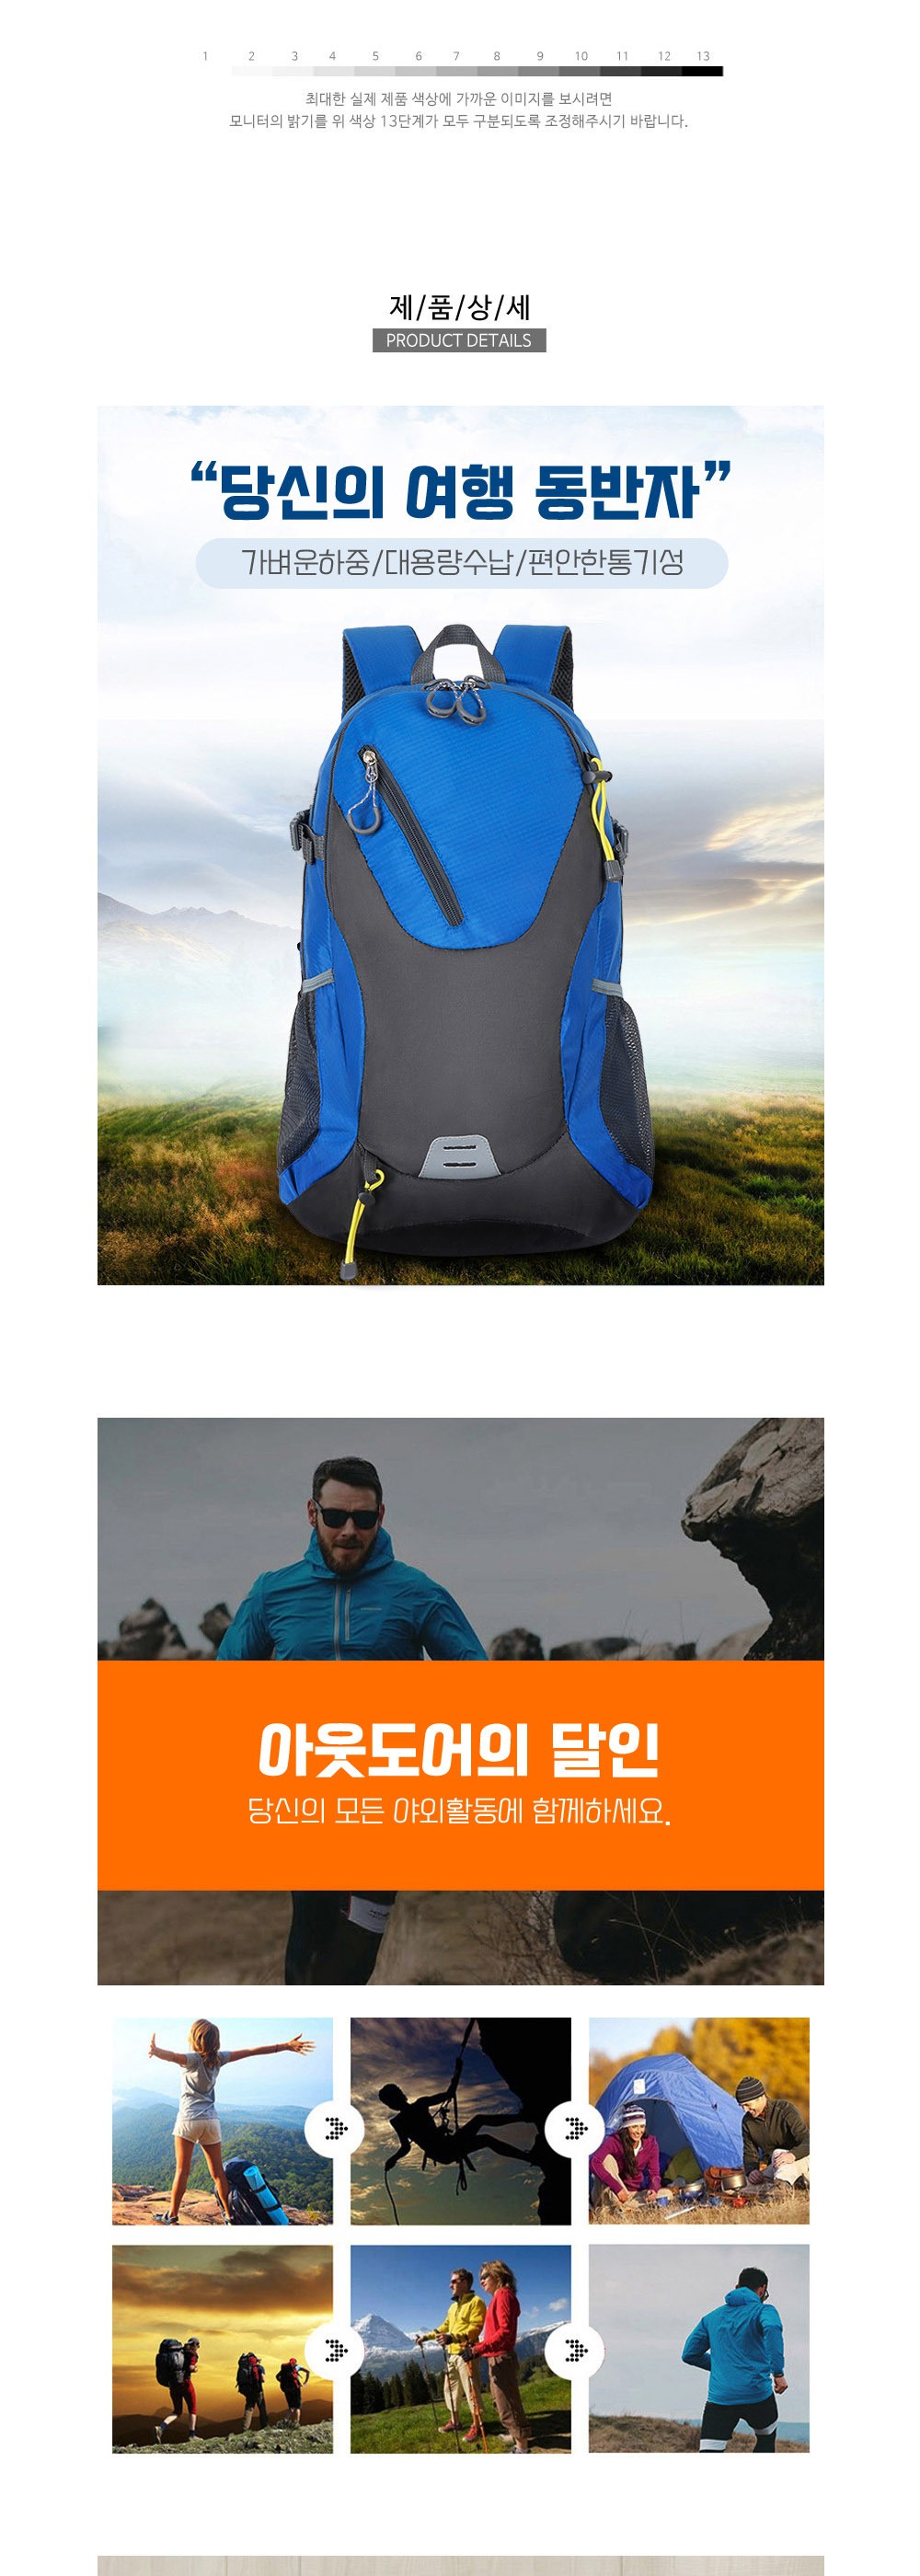 1 2 3 4 5 6 7 8 9 10 11 12 13
최대한 실제 제품 색상에 가까운 이미지를 보시려면
모니터의 밝기를 위 색상 13단계가 모두 구분되도록 조정해주시기 바랍니다.
제/품/상/세
PRODUCT DETAILS
“당신의 여행 동반자”
가벼운하중/대용량수납/편안한통기성
아웃도어의 달인
당신의 모든 야외활동에 함께하세요.